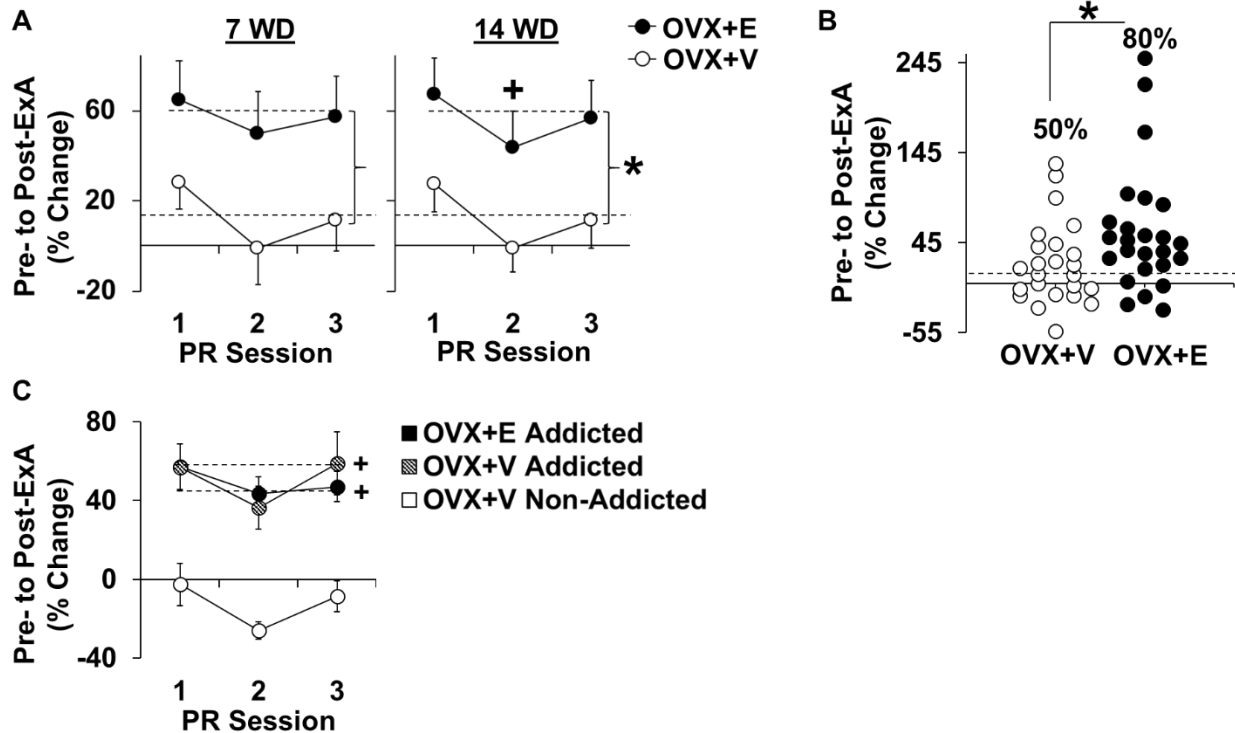 A
7 WD
14 WD
OVX+E
OVX+V
Pre- to Post-ExA
(% Change)
60
20
-20
+
*
1 2 3
1 2 3
PR Session
PR Session
B
*
80%
50%
Pre- to Post-ExA
(% Change)
245
145
45
-55
OVX+V OVX+E
C
Pre- to Post-ExA
(% Change)
80
40
0
-40
+
+
OVX+E Addicted
OVX+V Addicted
OVX+V Non-Addicted
1 2 3
PR Session